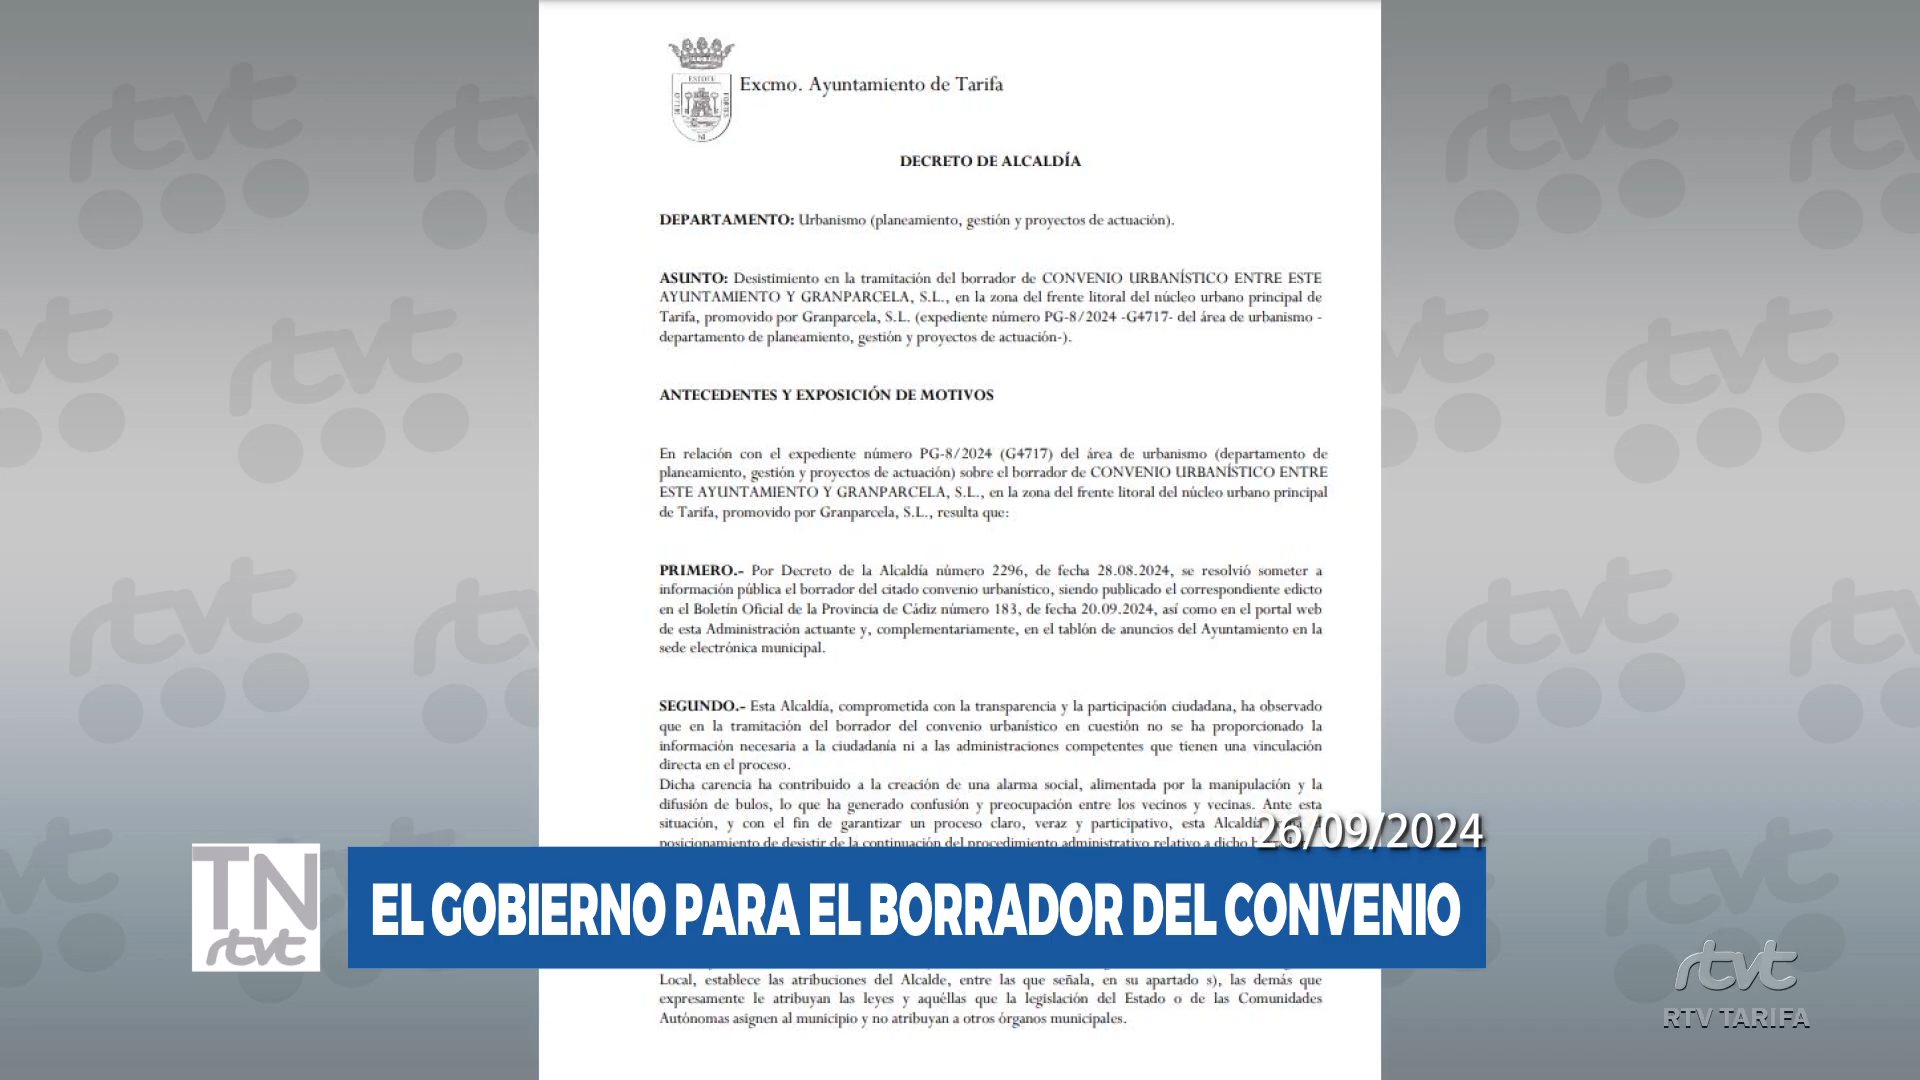 Excmo. Ayuntamiento de Tarifa
DECRETO DE ALCALDÍA
DEPARTAMENTO: Urbanismo (planeamiento, gestión y proyectos de actuación).
ASUNTO: Desistimiento en la tramitación del borrador de CONVENIO URBANÍSTICO ENTRE ESTE
AYUNTAMIENTO Y GRANPARCELA, S.L., en la zona del frente litoral del núcleo urbano principal de
Tarifa, promovido por Granparcela, S.L. (expediente número PG-8/2024 -G4717- del área de urbanismo -
departamento de planeamiento, gestión y proyectos de actuación-).
ANTECEDENTES Y EXPOSICIÓN DE MOTIVOS
En relación con el expediente número PG-8/2024 (G4717) del área de urbanismo (departamento de
planeamiento, gestión y proyectos de actuación) sobre el borrador de CONVENIO URBANÍSTICO ENTRE
ESTE AYUNTAMIENTO Y GRANPARCELA, S.L., en la zona del frente litoral del núcleo urbano principal
de Tarifa, promovido por Granparcela, S.L., resulta que:
PRIMERO.- Por Decreto de la Alcaldía número 2296, de fecha 28.08.2024, se resolvió someter a
información pública el borrador del citado convenio urbanístico, siendo publicado el correspondiente edicto
en el Boletín Oficial de la Provincia de Cádiz número 183, de fecha 20.09.2024, así como en el portal web
de esta Administración actuante y, complementariamente, en el tablón de anuncios del Ayuntamiento en la
sede electrónica municipal.
SEGUNDO.- Esta Alcaldía, comprometida con la transparencia y la participación ciudadana, ha observado
que en la tramitación del borrador del convenio urbanístico en cuestión no se ha proporcionado la
información necesaria a la ciudadanía ni a las administraciones competentes que tienen una vinculación
directa en el proceso.
Dicha carencia ha contribuido a la creación de una alarma social, alimentada por la manipulación y la
difusión de bulos, lo que ha generado confusión y preocupación entre los vecinos y vecinas. Ante esta
situación, y con el fin de garantizar un proceso claro, veraz y participativo, esta Alcaldía
posicionamiento de desistir de la continuación del procedimiento administrativo relativo a dicho
26/09/2024
TN
rtvt
EL GOBIERNO PARA EL BORRADOR DEL CONVENIO
Local, establece las atribuciones del Alcalde, entre las que señala, en su apartado s), las demás que
expresamente le atribuyan las leyes y aquéllas que la legislación del Estado o de las Comunidades
Autónomas asignen al municipio y no atribuyan a otros órganos municipales.
rtvt
RTV TARIFA